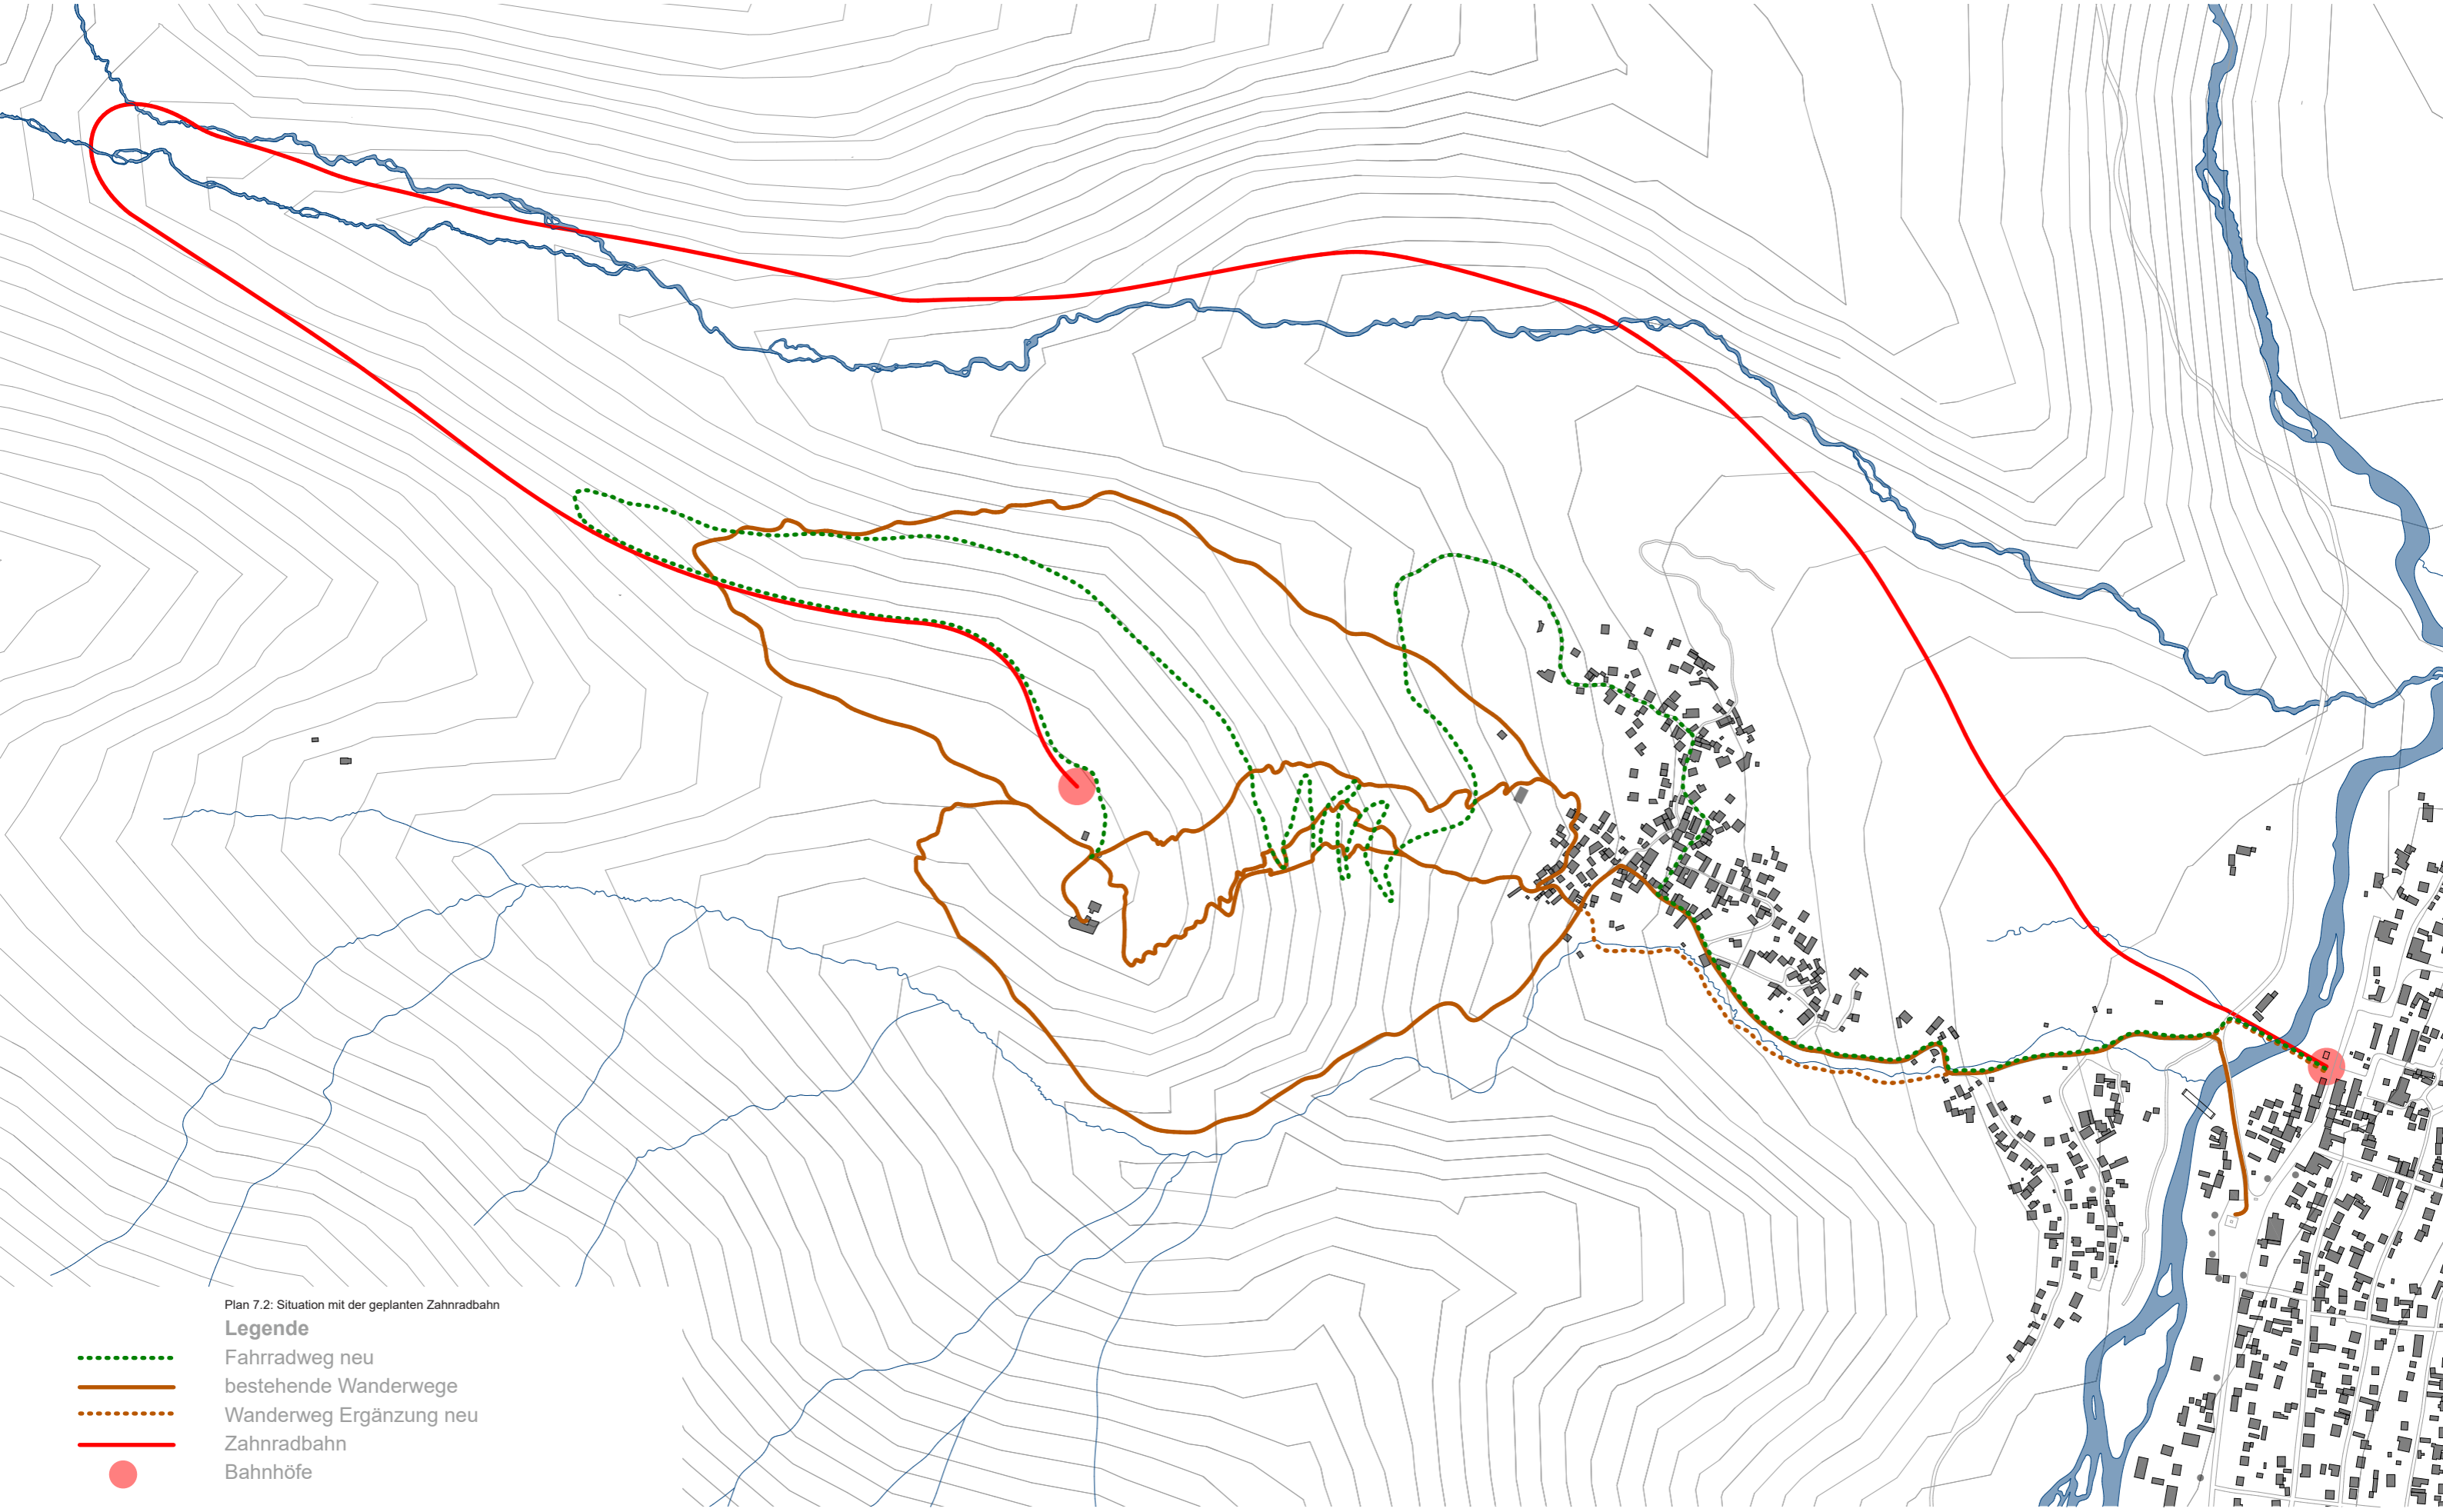 Plan 7.2: Situation mit der geplanten Zahnradbahn
Legende
Fahrradweg neu
bestehende Wanderwege
Wanderweg Ergänzung neu
Zahnradbahn
Bahnhöfe